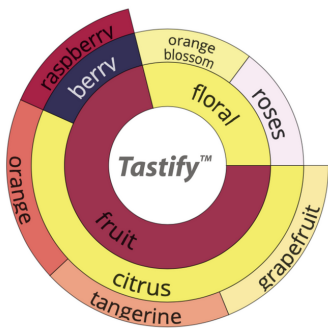 raspberry
berry
orange
blossom
floral
roses
Tastify™
orange
fruit
citrus
tangerine
grapefruit